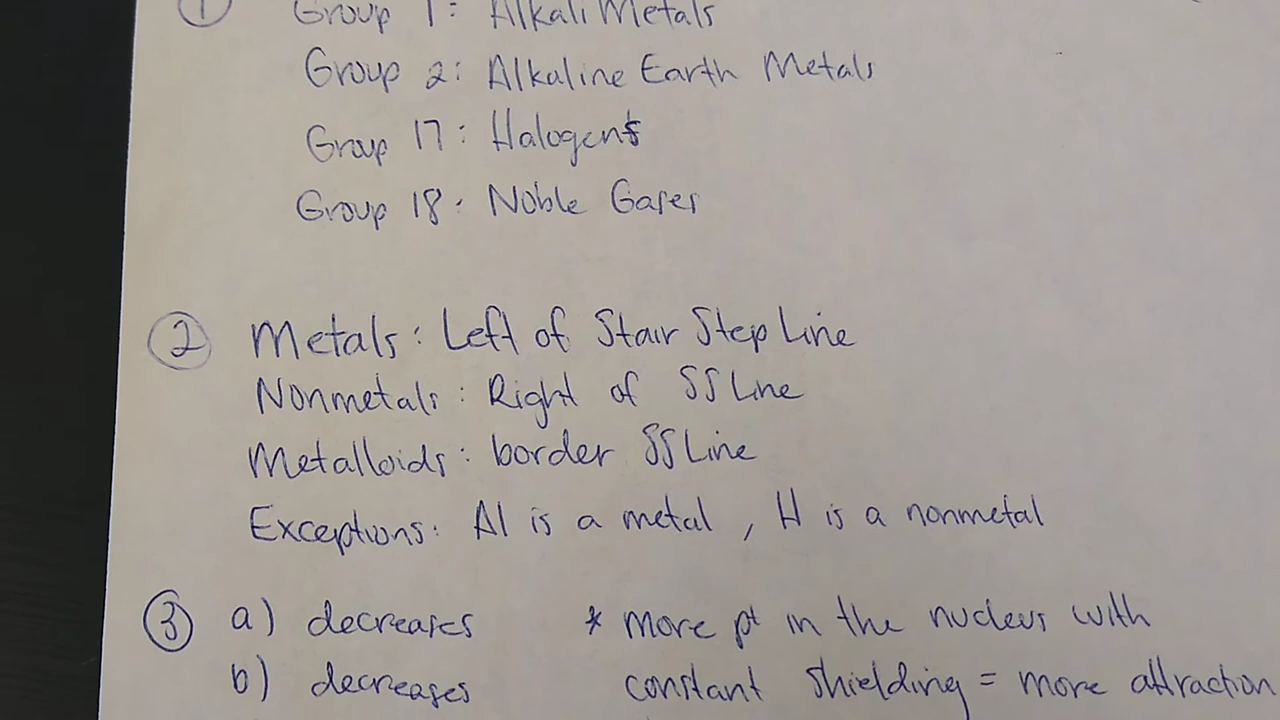 ① Group 1: Alkali Metals
Group 2: Alkaline Earth Metals
Group 17: Halogens
Group 18: Noble Gases
② Metals: Left of Stair Step Line
Nonmetals: Right of SS Line
Metalloids: border SS Line
Exceptions: Al is a metal, H is a nonmetal
③ a) decreases * more p⁺ in the nucleus with
b) decreases constant shielding = more attraction